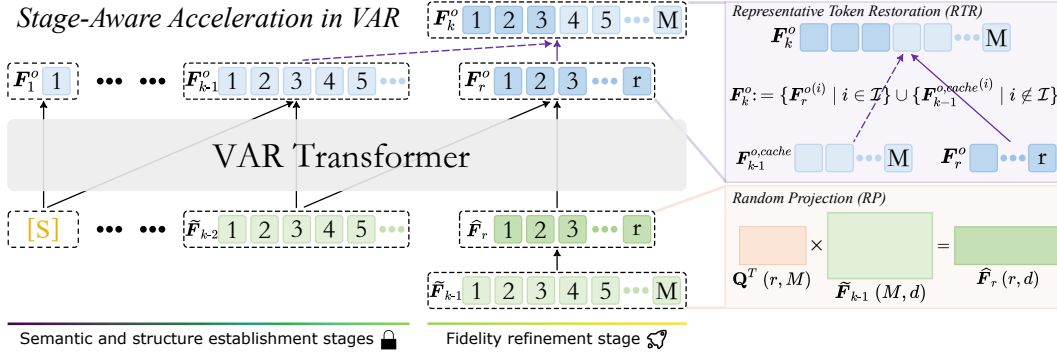 Stage-Aware Acceleration in VAR
F_k^o 1 2 3 4 5 ··· M
F_1^o 1 ••• ••• F_{k-1}^o 1 2 3 4 5 ···
F_r^o 1 2 3 ··· r
VAR Transformer
[S] ••• ••• F̃_{k-2} 1 2 3 4 5 ···
F̂_r 1 2 3 ··· r
F̃_{k-1} 1 2 3 4 5 ··· M
Semantic and structure establishment stages
Fidelity refinement stage
Representative Token Restoration (RTR)
F_k^o ··· M
F_k^o := {F_r^{o(i)} | i ∈ I} ∪ {F_{k-1}^{o,cache(i)} | i ∉ I}
F_{k-1}^{o,cache} ··· M
F_r^o ··· r
Random Projection (RP)
× =
Q^T (r, M)
F̃_{k-1} (M, d)
F̂_r (r, d)